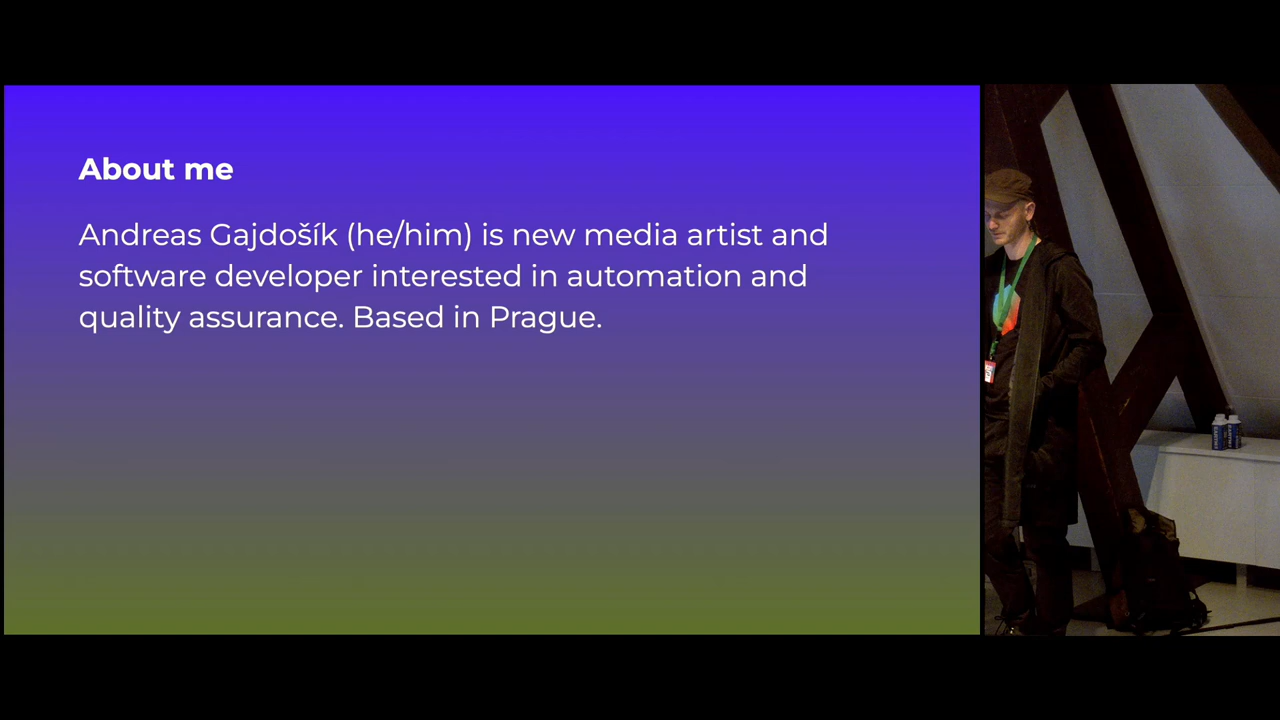 About me
Andreas Gajdošík (he/him) is new media artist and
software developer interested in automation and
quality assurance. Based in Prague.